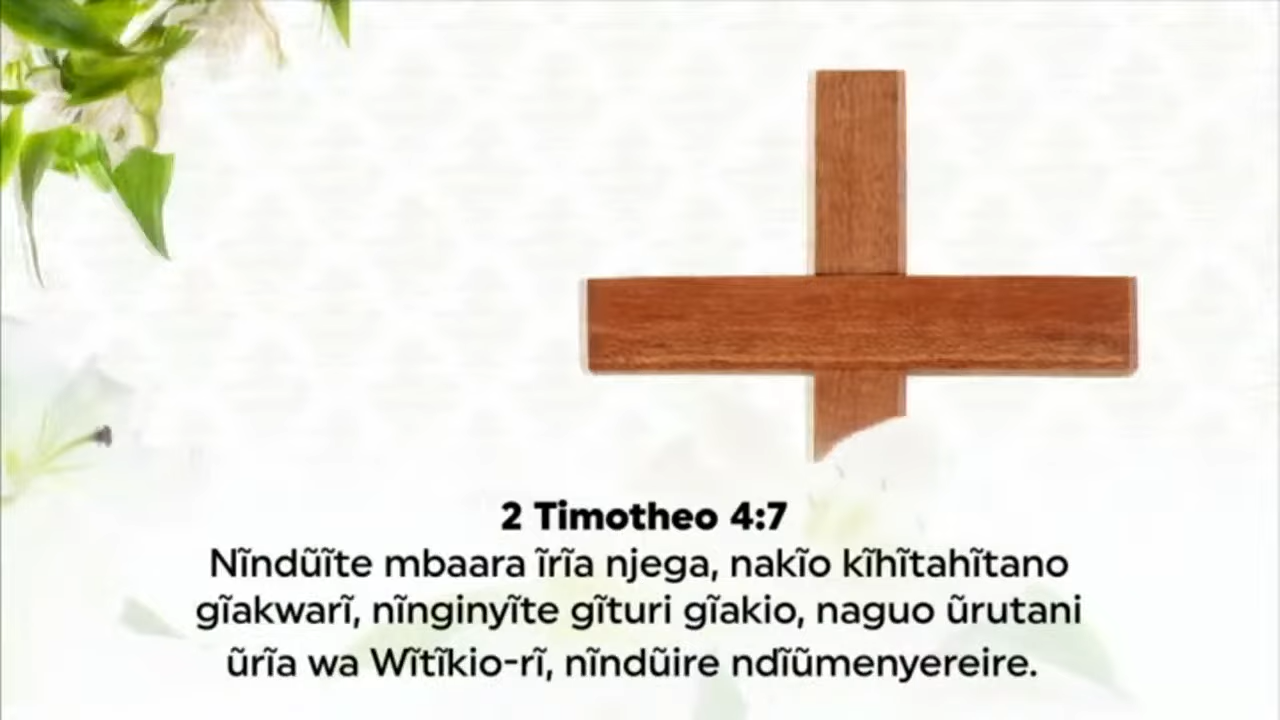 2 Timotheo 4:7
Nĩndũĩte mbaara ĩrĩa njega, nakĩo kĩhĩtahĩtano
gĩakwarĩ, nĩnginyĩte gĩturi gĩakio, naguo ũrutani
ũrĩa wa Wĩtĩkio-rĩ, nĩndũire ndĩũmenyereire.